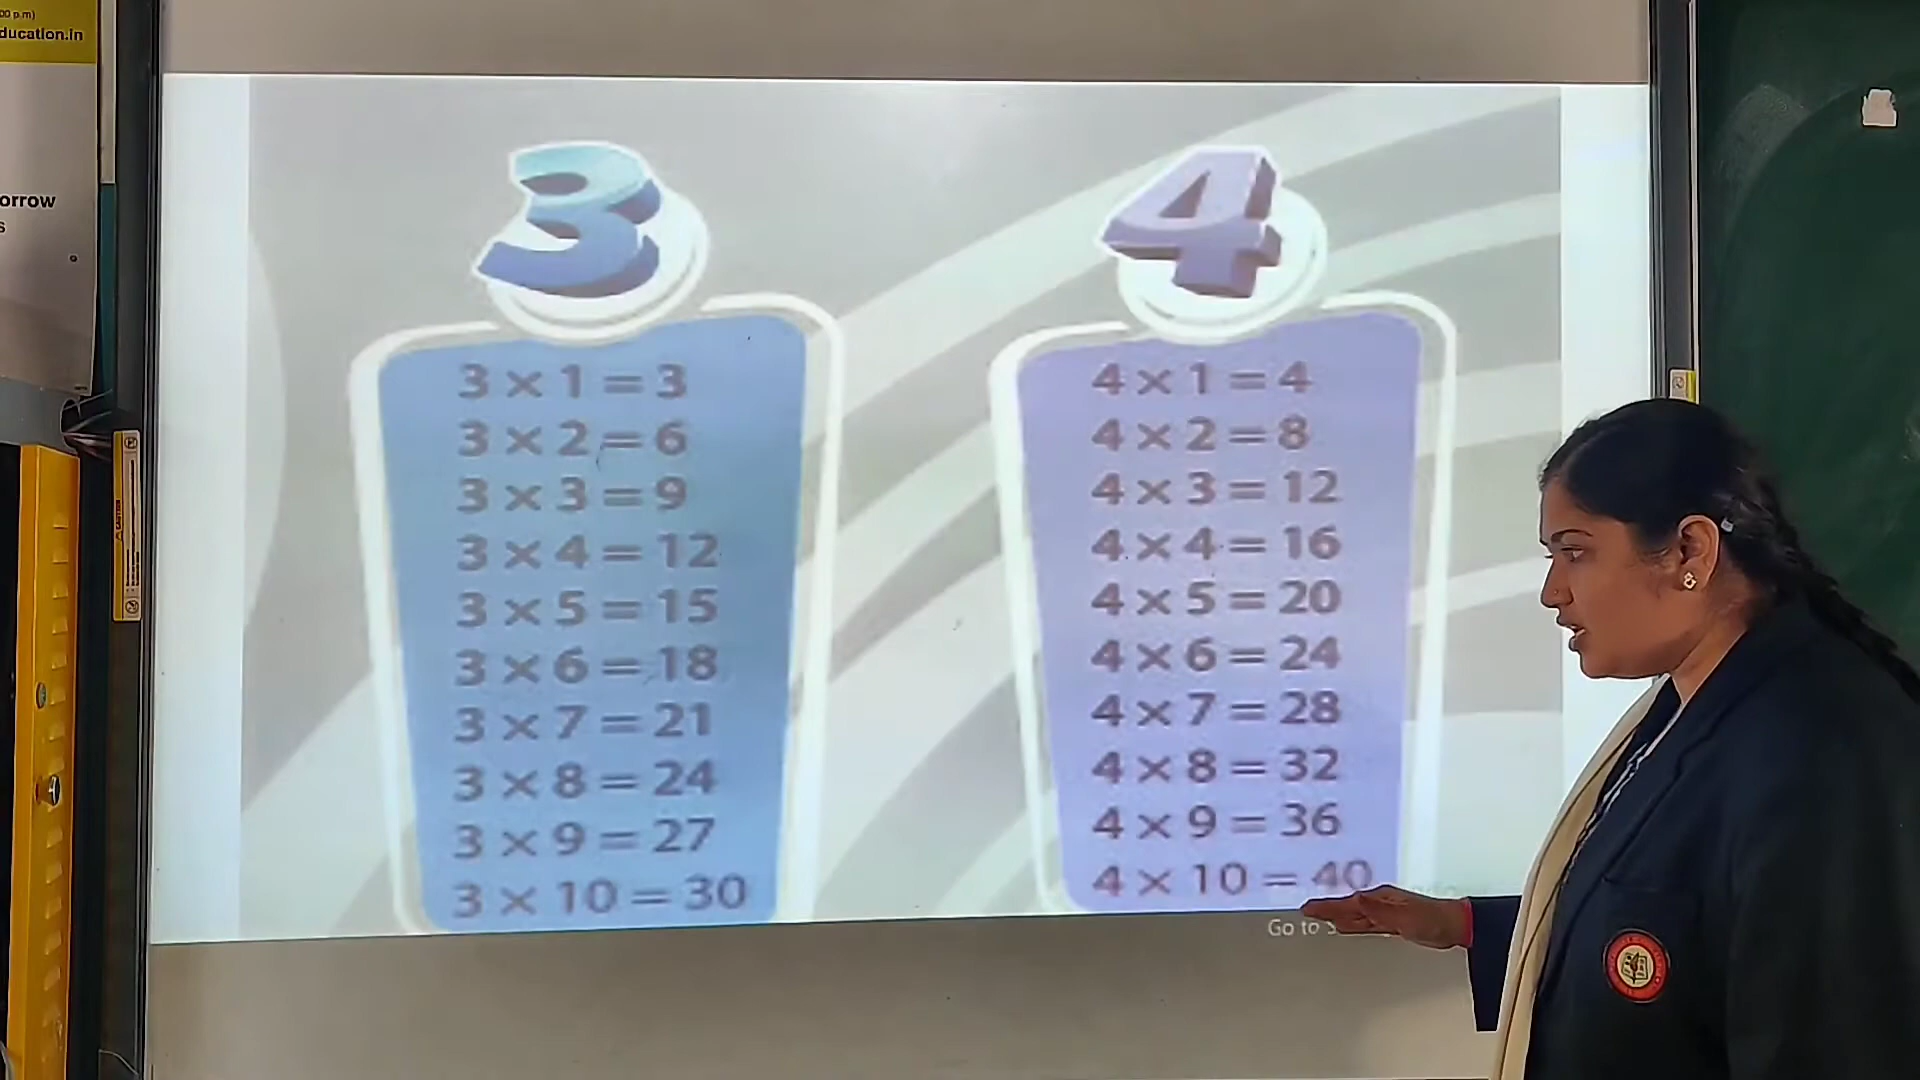 00 p.m)
ducation.in
orrow
s
3
3 × 1 = 3
3 × 2 = 6
3 × 3 = 9
3 × 4 = 12
3 × 5 = 15
3 × 6 = 18
3 × 7 = 21
3 × 8 = 24
3 × 9 = 27
3 × 10 = 30
4
4 × 1 = 4
4 × 2 = 8
4 × 3 = 12
4 × 4 = 16
4 × 5 = 20
4 × 6 = 24
4 × 7 = 28
4 × 8 = 32
4 × 9 = 36
4 × 10 = 40
Go to S
CAUTION